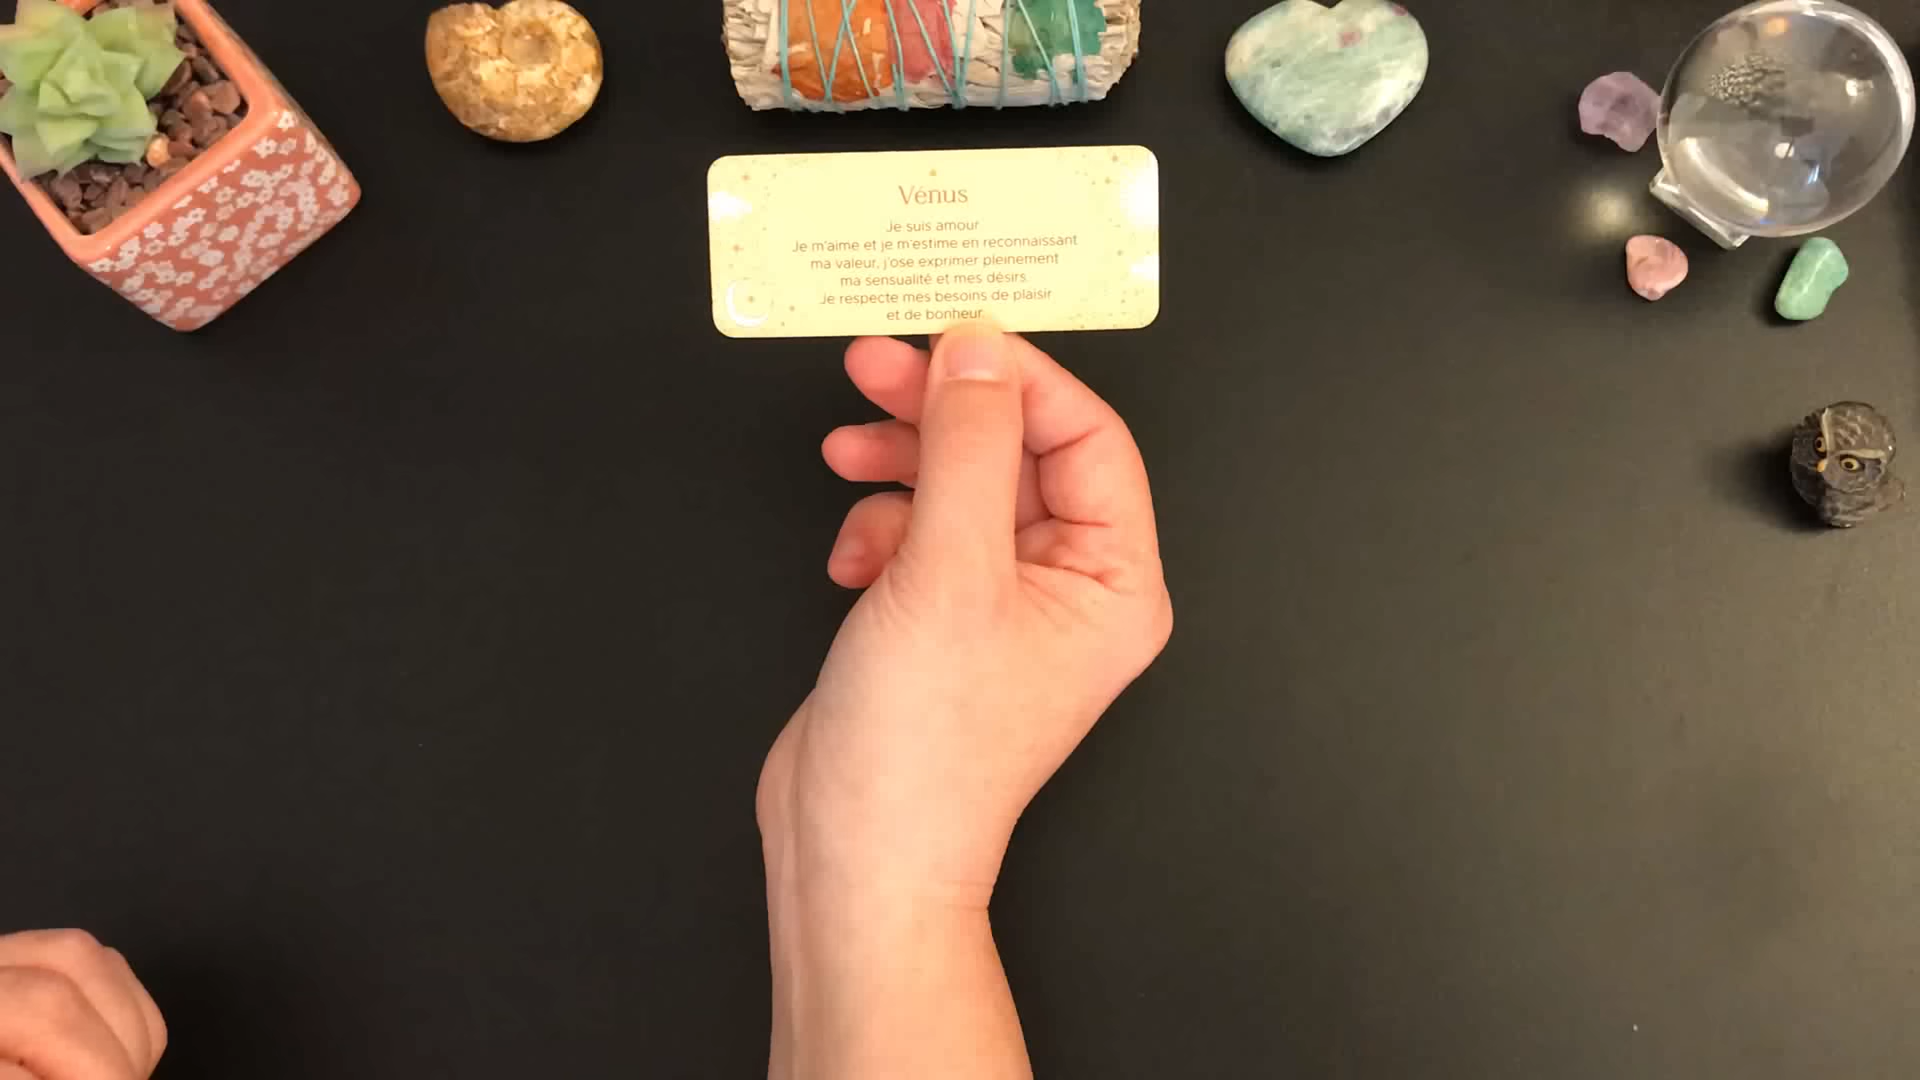 Vénus
Je suis amour
Je m'aime et je m'estime en reconnaissant
ma valeur, j'ose exprimer pleinement
ma sensualité et mes désirs.
Je respecte mes besoins de plaisir
et de bonheur.